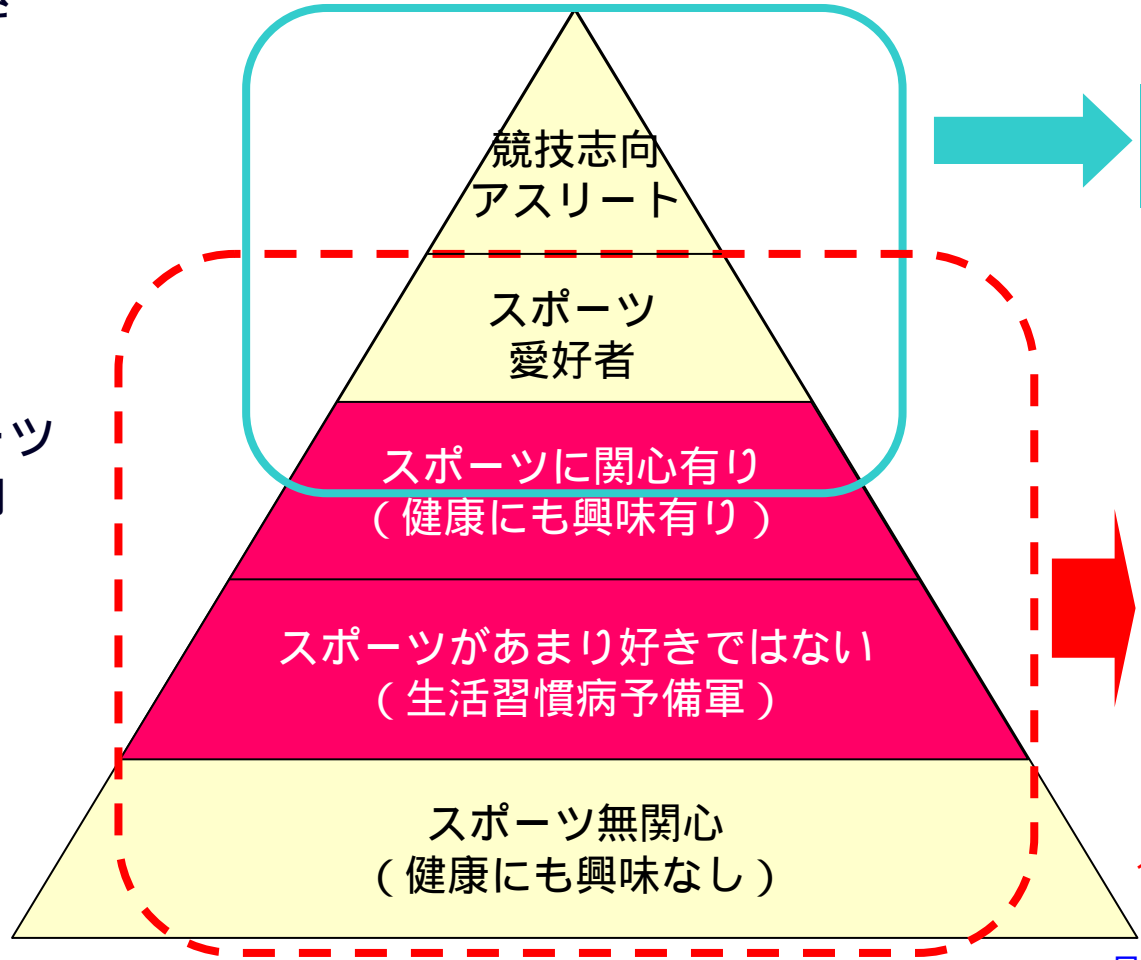 競技志向
アスリート
スポーツ
愛好者
ーツ
スポーツに関心有り
(健康にも興味有り)
スポーツがあまり好きではない
(生活習慣病予備軍)
スポーツ無関心
(健康にも興味なし)